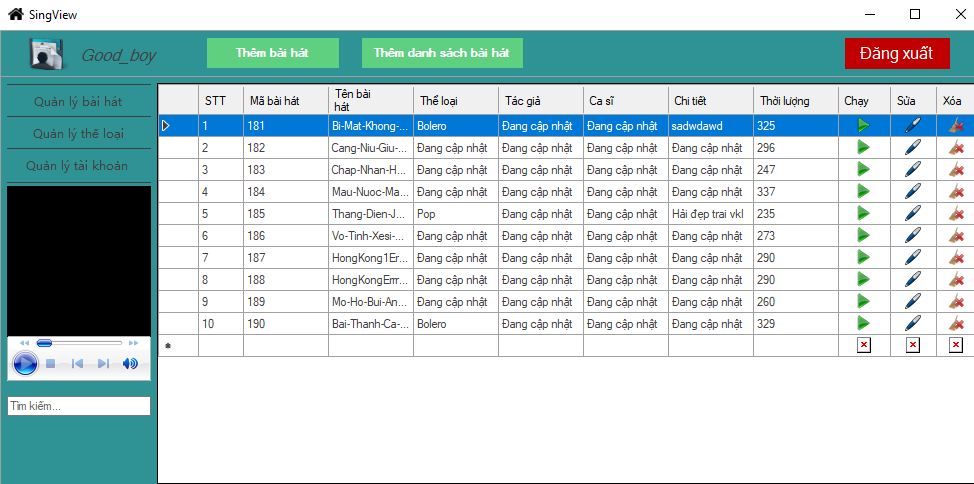 SingView
Good_boy
Thêm bài hát
Thêm danh sách bài hát
Đăng xuất
Quản lý bài hát
Quản lý thể loại
Quản lý tài khoản
Tìm kiếm...
STT Mã bài hát Tên bài hát Thể loại Tác giả Ca sĩ Chi tiết Thời lượng Chạy Sửa Xóa
1 181 Bi-Mat-Khong-... Bolero Đang cập nhật Đang cập nhật sadwdawd 325
2 182 Cang-Niu-Giu-... Đang cập nhật Đang cập nhật Đang cập nhật Đang cập nhật 296
3 183 Chap-Nhan-H... Đang cập nhật Đang cập nhật Đang cập nhật Đang cập nhật 247
4 184 Mau-Nuoc-Ma... Đang cập nhật Đang cập nhật Đang cập nhật Đang cập nhật 337
5 185 Thang-Dien-J... Pop Đang cập nhật Đang cập nhật Hải đẹp trai vkl 235
6 186 Vo-Tinh-Xesi-... Đang cập nhật Đang cập nhật Đang cập nhật Đang cập nhật 273
7 187 HongKong1Er... Đang cập nhật Đang cập nhật Đang cập nhật Đang cập nhật 290
8 188 HongKongErrr... Đang cập nhật Đang cập nhật Đang cập nhật Đang cập nhật 290
9 189 Mo-Ho-Bui-An... Đang cập nhật Đang cập nhật Đang cập nhật Đang cập nhật 260
10 190 Bai-Thanh-Ca-... Bolero Đang cập nhật Đang cập nhật Đang cập nhật 329